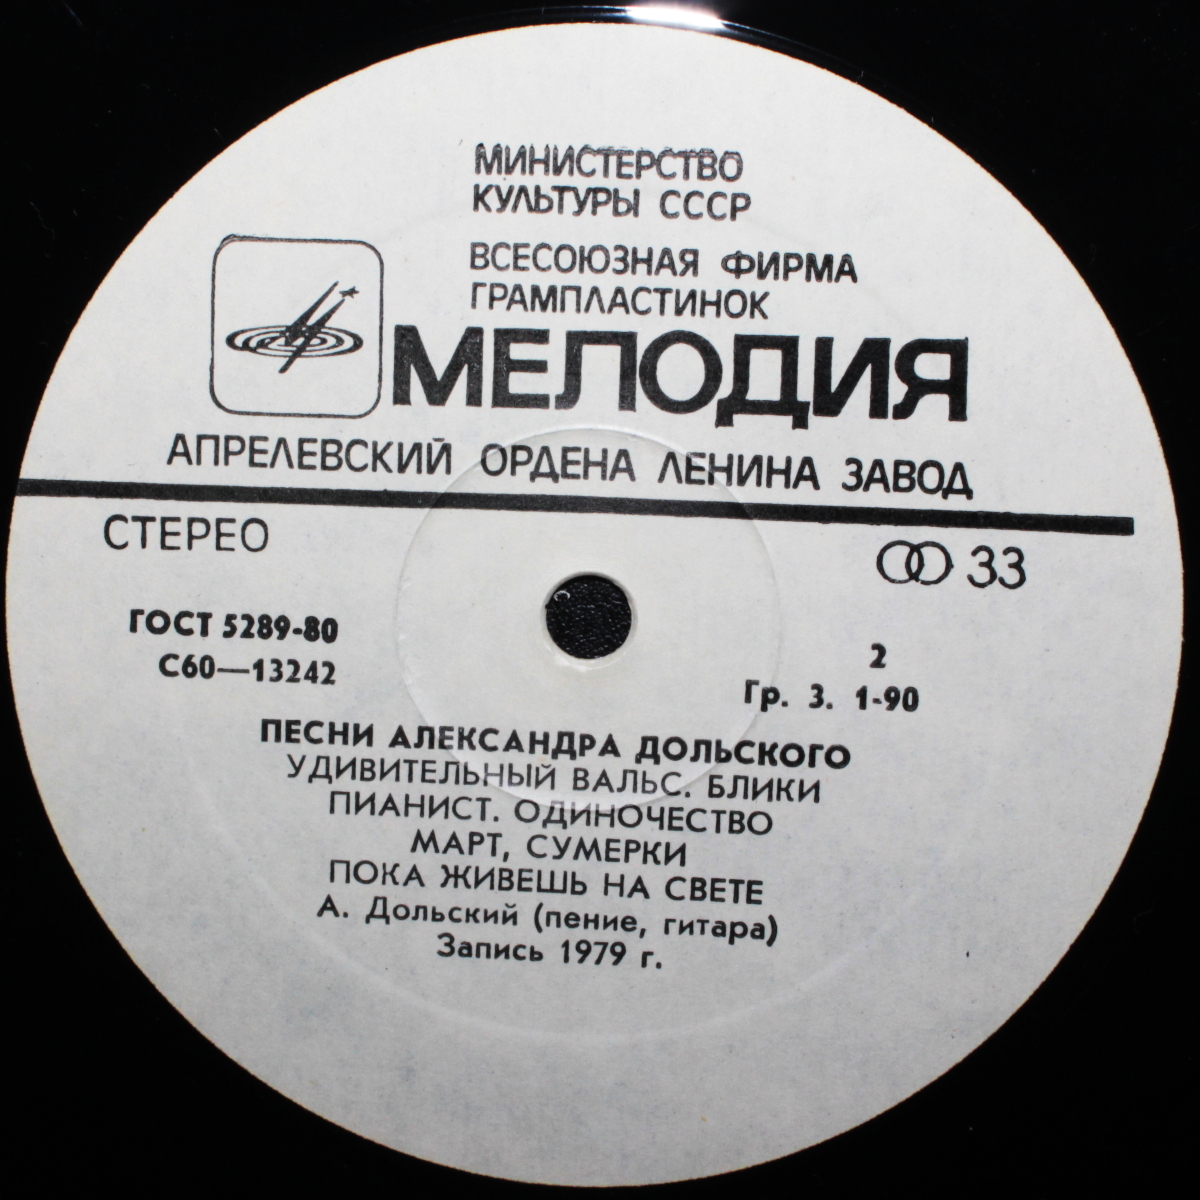 МИНИСТЕРСТВО
КУЛЬТУРЫ СССР
ВСЕСОЮЗНАЯ ФИРМА
ГРАМПЛАСТИНОК
МЕЛОДИЯ
АПРЕЛЕВСКИЙ ОРДЕНА ЛЕНИНА ЗАВОД
СТЕРЕО
33
ГОСТ 5289-80
С60—13242
2
Гр. 3. 1-90
ПЕСНИ АЛЕКСАНДРА ДОЛЬСКОГО
УДИВИТЕЛЬНЫЙ ВАЛЬС. БЛИКИ
ПИАНИСТ. ОДИНОЧЕСТВО
МАРТ, СУМЕРКИ
ПОКА ЖИВЕШЬ НА СВЕТЕ
А. Дольский (пение, гитара)
Запись 1979 г.